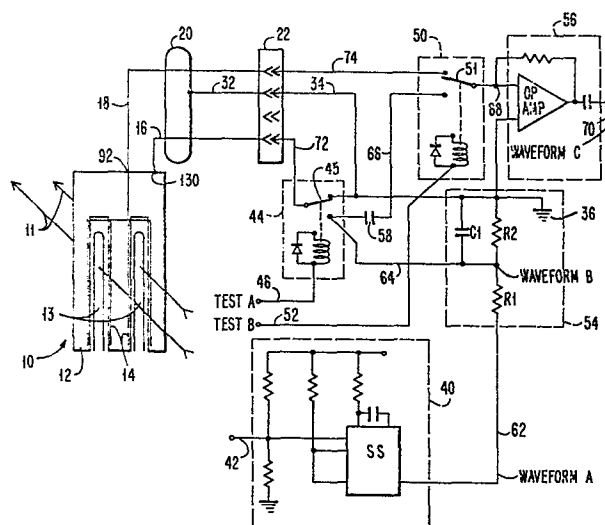 20
22
50
56
74
51
32
34
18
OP
AMP
68
16
66
70
72
WAVEFORM C
92
130
45
36
11
44
58
C1
R2
46
64
WAVEFORM B
TEST A
13
52
R1
TEST B
54
10
12
14
40
62
42
SS
WAVEFORM A